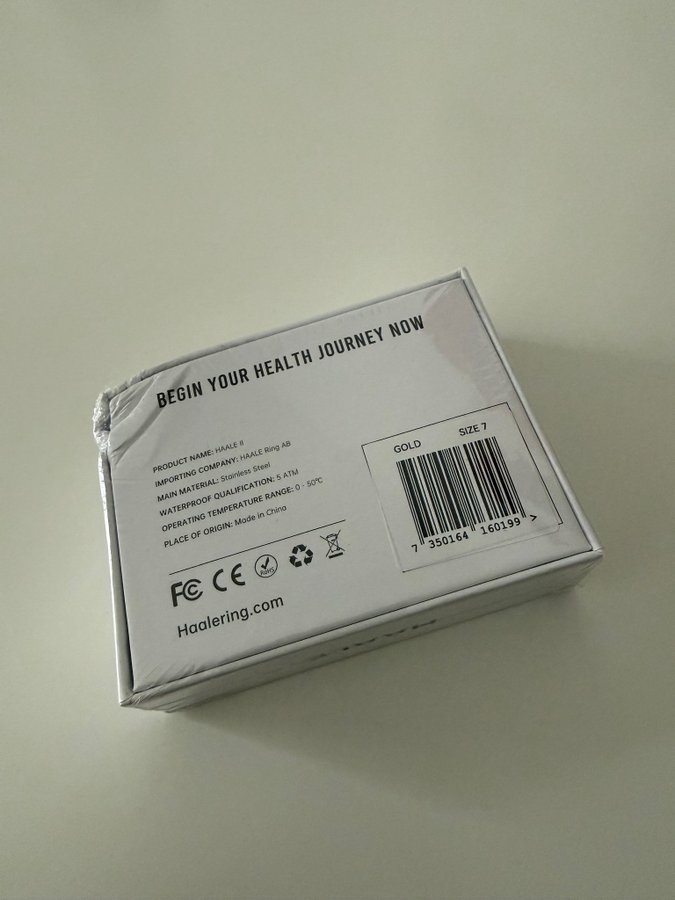 BEGIN YOUR HEALTH JOURNEY NOW
PRODUCT NAME: HAALE II
IMPORTING COMPANY: HAALE Ring AB
MAIN MATERIAL: Stainless Steel
WATERPROOF QUALIFICATION: 5 ATM
OPERATING TEMPERATURE RANGE: 0 - 50°C
PLACE OF ORIGIN: Made in China
FC CE RoHS
Haalering.com
GOLD SIZE 7
7 350164 160199 >